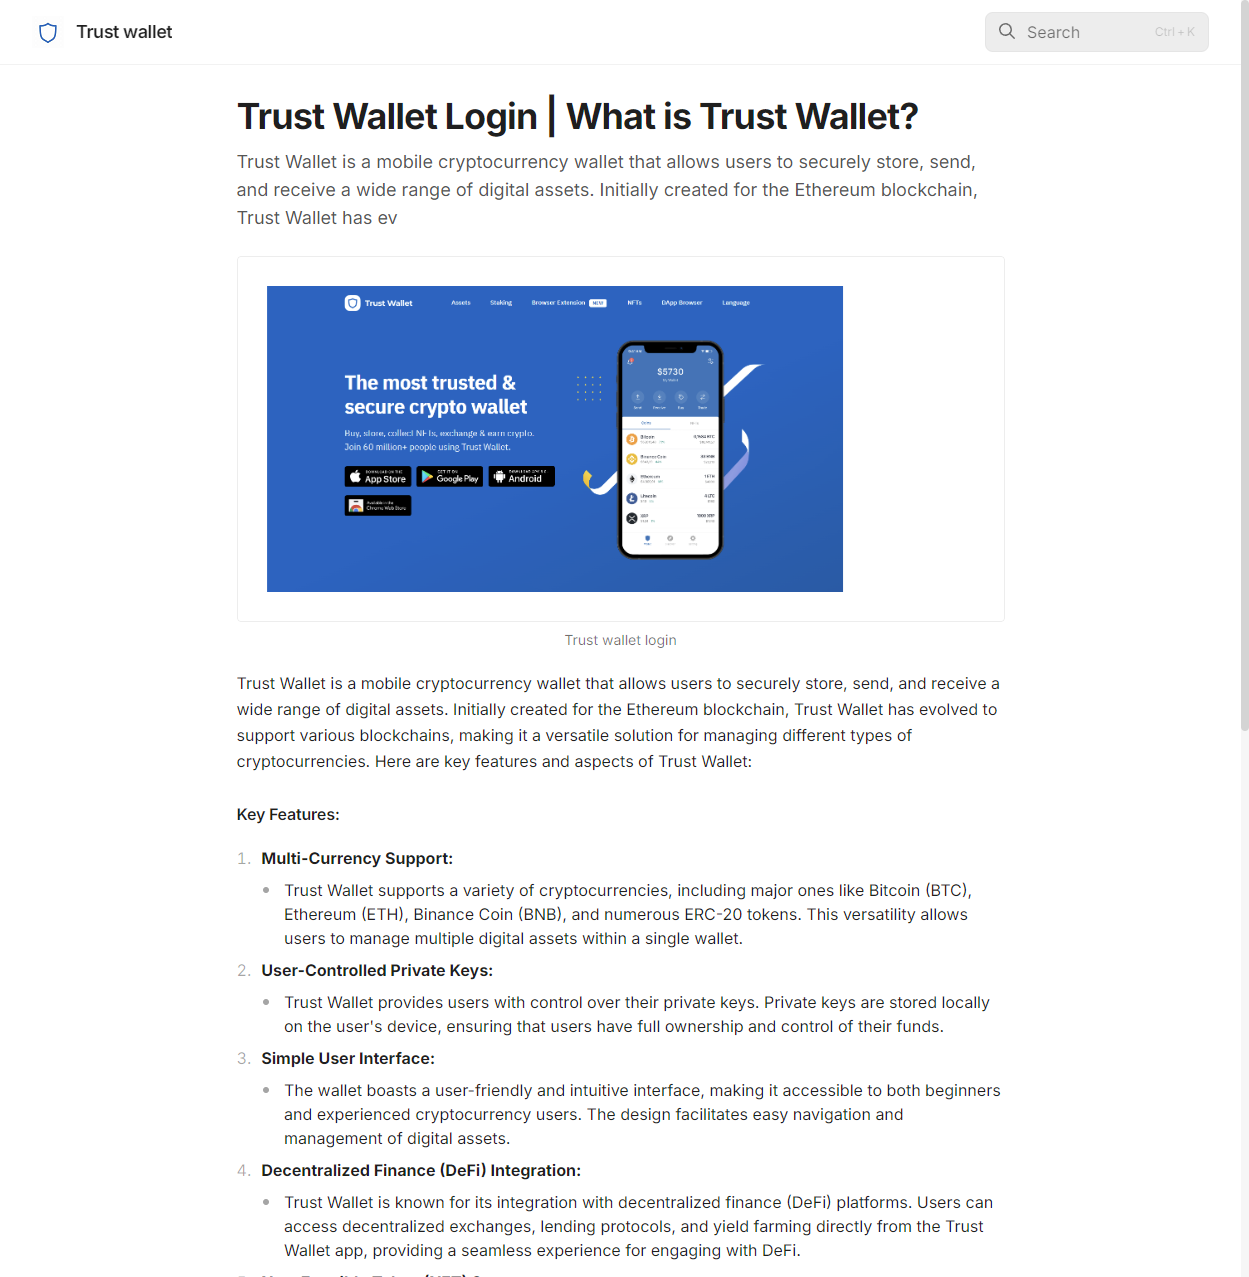 Trust wallet
Search
Ctrl + K
Trust Wallet Login | What is Trust Wallet?
Trust Wallet is a mobile cryptocurrency wallet that allows users to securely store, send,
and receive a wide range of digital assets. Initially created for the Ethereum blockchain,
Trust Wallet has ev
Trust Wallet
Assets
Staking
Browser Extension
NEW
NFTs
DApp Browser
Language
The most trusted &
secure crypto wallet
Buy, store, collect NFTs, exchange & earn crypto.
Join 60 million+ people using Trust Wallet.
App Store
GET IT ON
Google Play
Android
Available in the
Chrome Web Store
$5730
Trust wallet login
Trust Wallet is a mobile cryptocurrency wallet that allows users to securely store, send, and receive a
wide range of digital assets. Initially created for the Ethereum blockchain, Trust Wallet has evolved to
support various blockchains, making it a versatile solution for managing different types of
cryptocurrencies. Here are key features and aspects of Trust Wallet:
Key Features:
1. Multi-Currency Support:
Trust Wallet supports a variety of cryptocurrencies, including major ones like Bitcoin (BTC),
Ethereum (ETH), Binance Coin (BNB), and numerous ERC-20 tokens. This versatility allows
users to manage multiple digital assets within a single wallet.
2. User-Controlled Private Keys:
Trust Wallet provides users with control over their private keys. Private keys are stored locally
on the user's device, ensuring that users have full ownership and control of their funds.
3. Simple User Interface:
The wallet boasts a user-friendly and intuitive interface, making it accessible to both beginners
and experienced cryptocurrency users. The design facilitates easy navigation and
management of digital assets.
4. Decentralized Finance (DeFi) Integration:
Trust Wallet is known for its integration with decentralized finance (DeFi) platforms. Users can
access decentralized exchanges, lending protocols, and yield farming directly from the Trust
Wallet app, providing a seamless experience for engaging with DeFi.